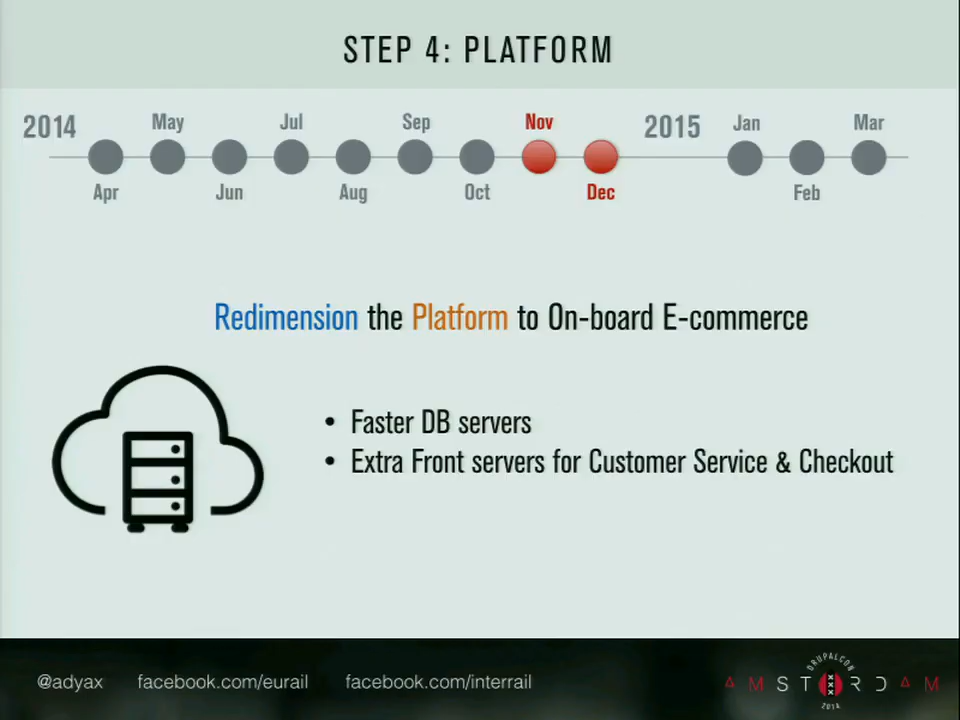 STEP 4: PLATFORM
2014 May Jul Sep Nov 2015 Jan Mar
Apr Jun Aug Oct Dec Feb
Redimension the Platform to On-board E-commerce
• Faster DB servers
• Extra Front servers for Customer Service & Checkout
@adyax facebook.com/eurail facebook.com/interrail
DRUPALCON
AMSTERDAM
2014